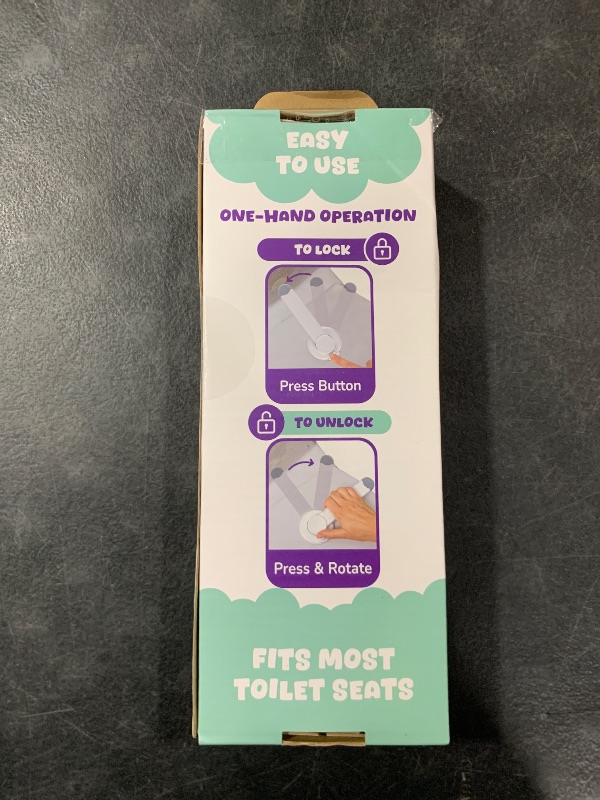 EASY
TO USE
ONE-HAND OPERATION
TO LOCK
Press Button
TO UNLOCK
Press & Rotate
FITS MOST
TOILET SEATS